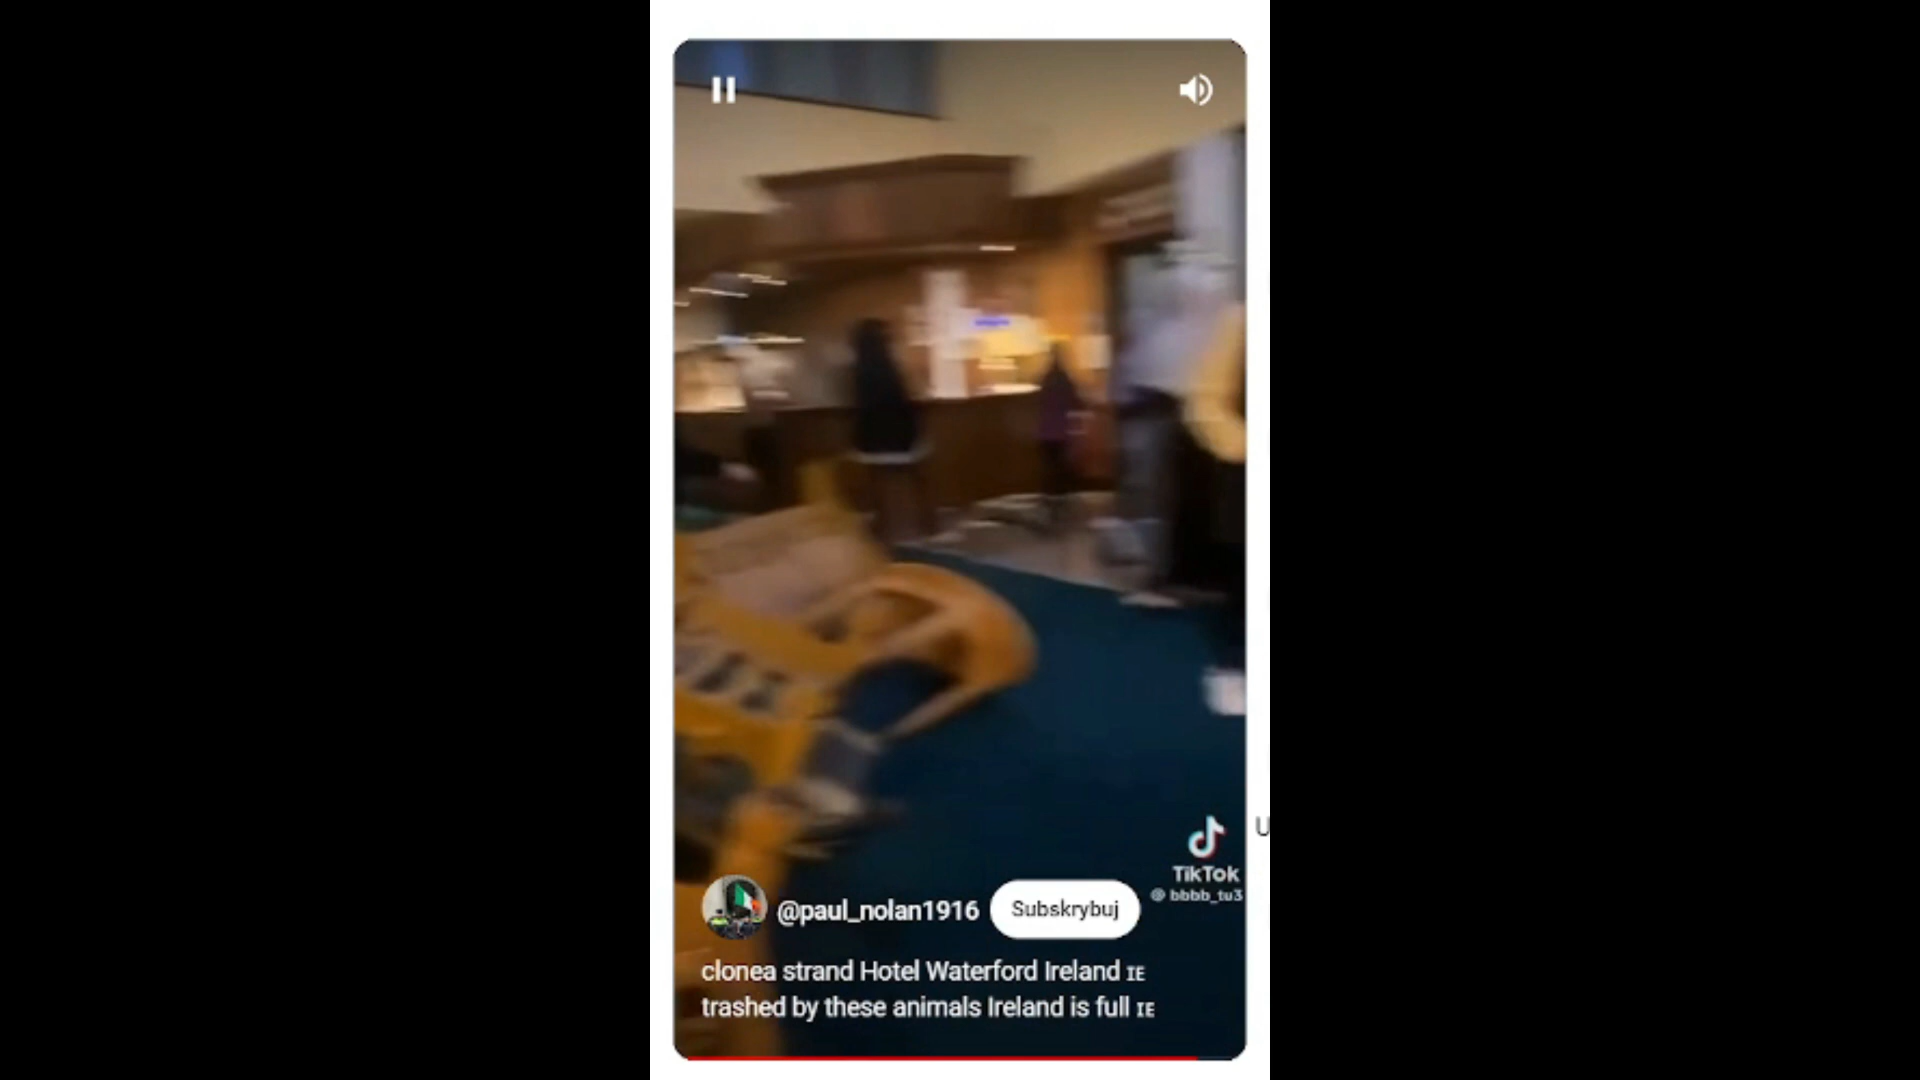 U
TikTok
@ bbbb_tu3
@paul_nolan1916 Subskrybuj
clonea strand Hotel Waterford Ireland IE
trashed by these animals Ireland is full IE